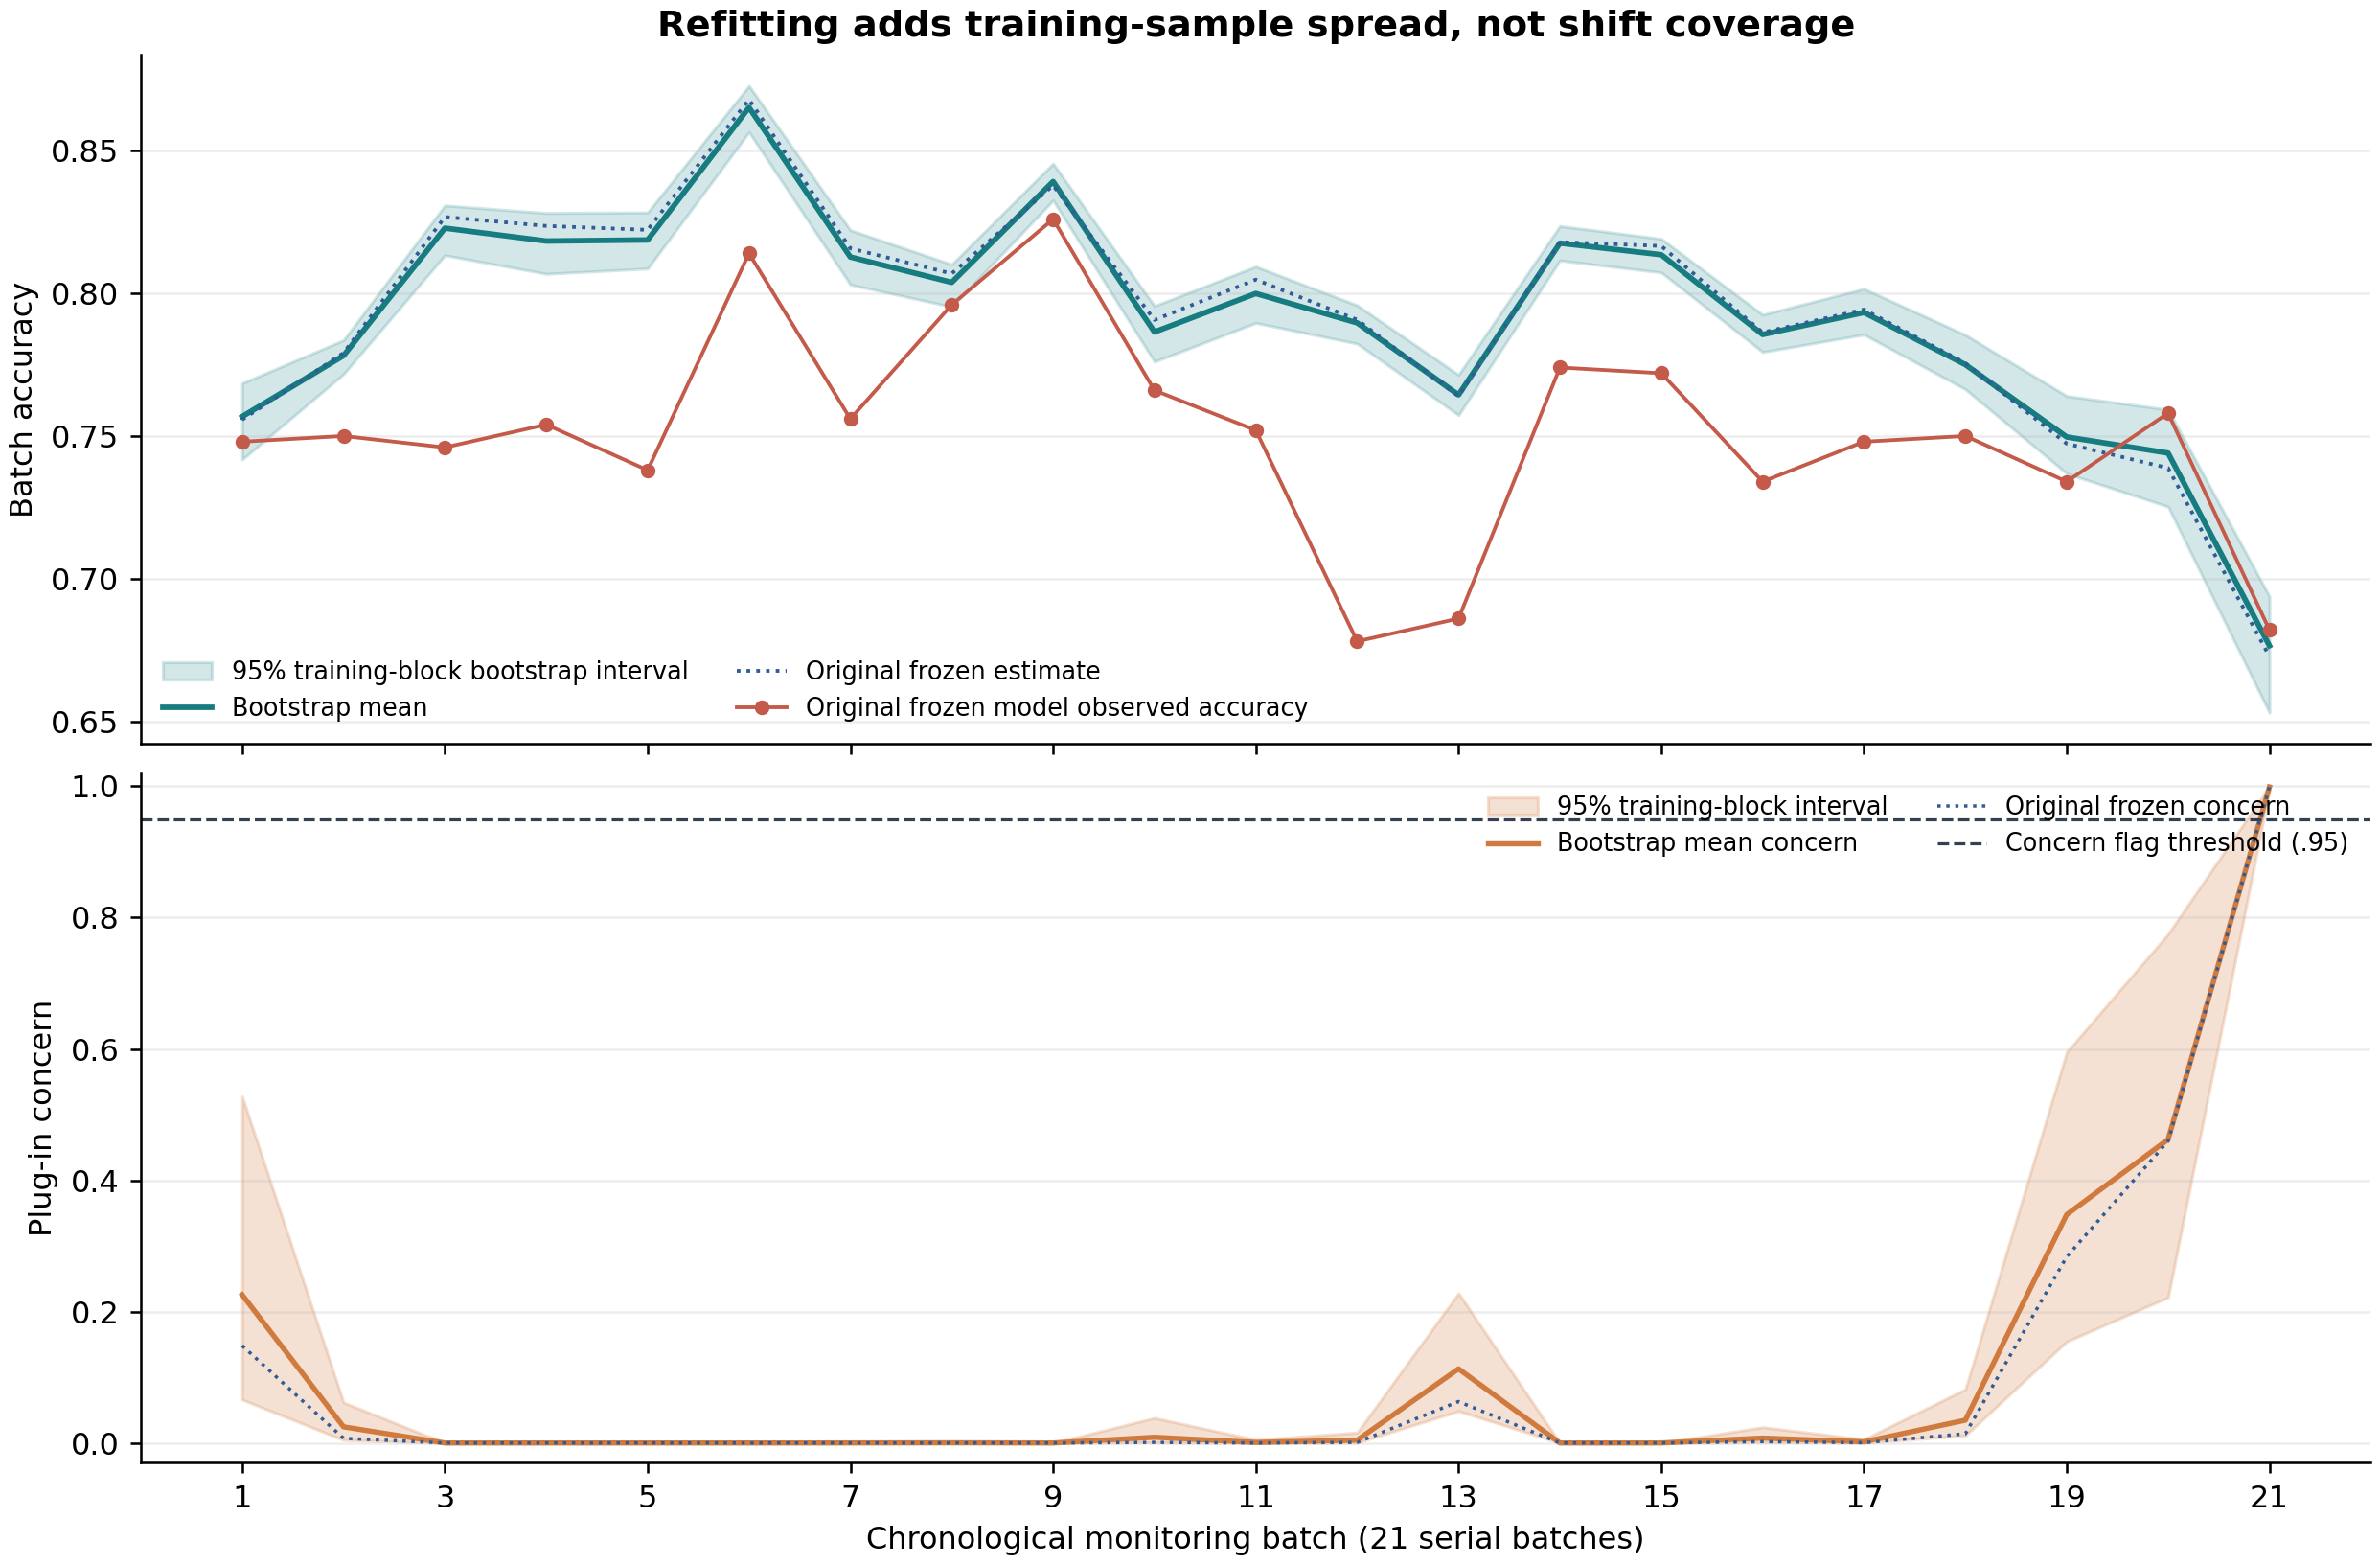 Refitting adds training-sample spread, not shift coverage
Batch accuracy
0.85
0.80
0.75
0.70
0.65
95% training-block bootstrap interval
Bootstrap mean
Original frozen estimate
Original frozen model observed accuracy
Plug-in concern
1.0
0.8
0.6
0.4
0.2
0.0
95% training-block interval
Bootstrap mean concern
Original frozen concern
Concern flag threshold (.95)
1 3 5 7 9 11 13 15 17 19 21
Chronological monitoring batch (21 serial batches)